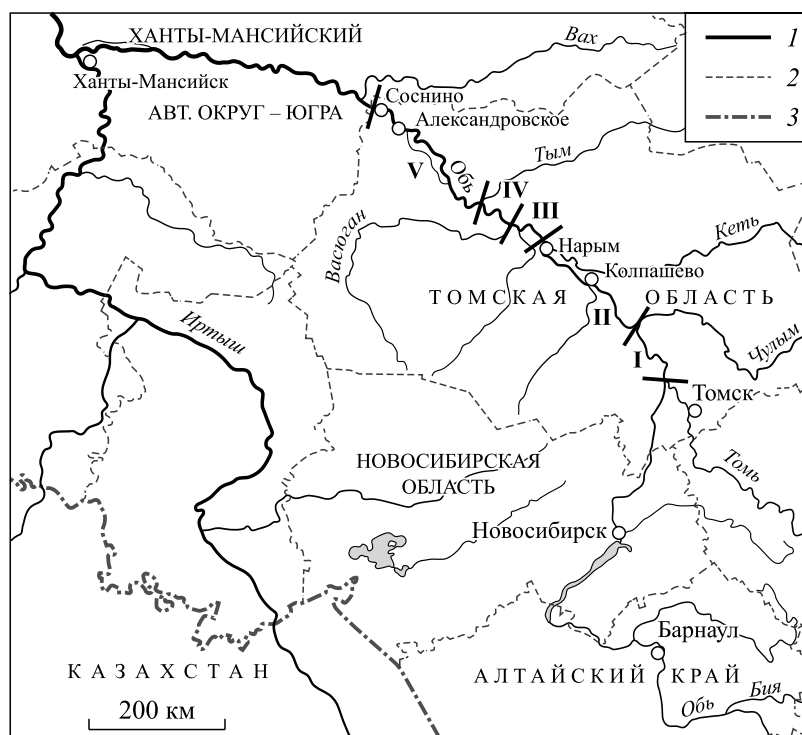 ХАНТЫ-МАНСИЙСКИЙ
Вах
1
Ханты-Мансийск
Соснино
2
АВТ. ОКРУГ – ЮГРА
Александровское
3
V
Обь
Тым
IV
III
Васюган
Нарым
Кеть
Колпашево
ТОМСКАЯ ОБЛАСТЬ
II
Иртыш
Чулым
I
Томск
НОВОСИБИРСКАЯ
ОБЛАСТЬ
Томь
Новосибирск
Барнаул
КАЗАХСТАН
АЛТАЙСКИЙ КРАЙ
Обь
Бия
200 км